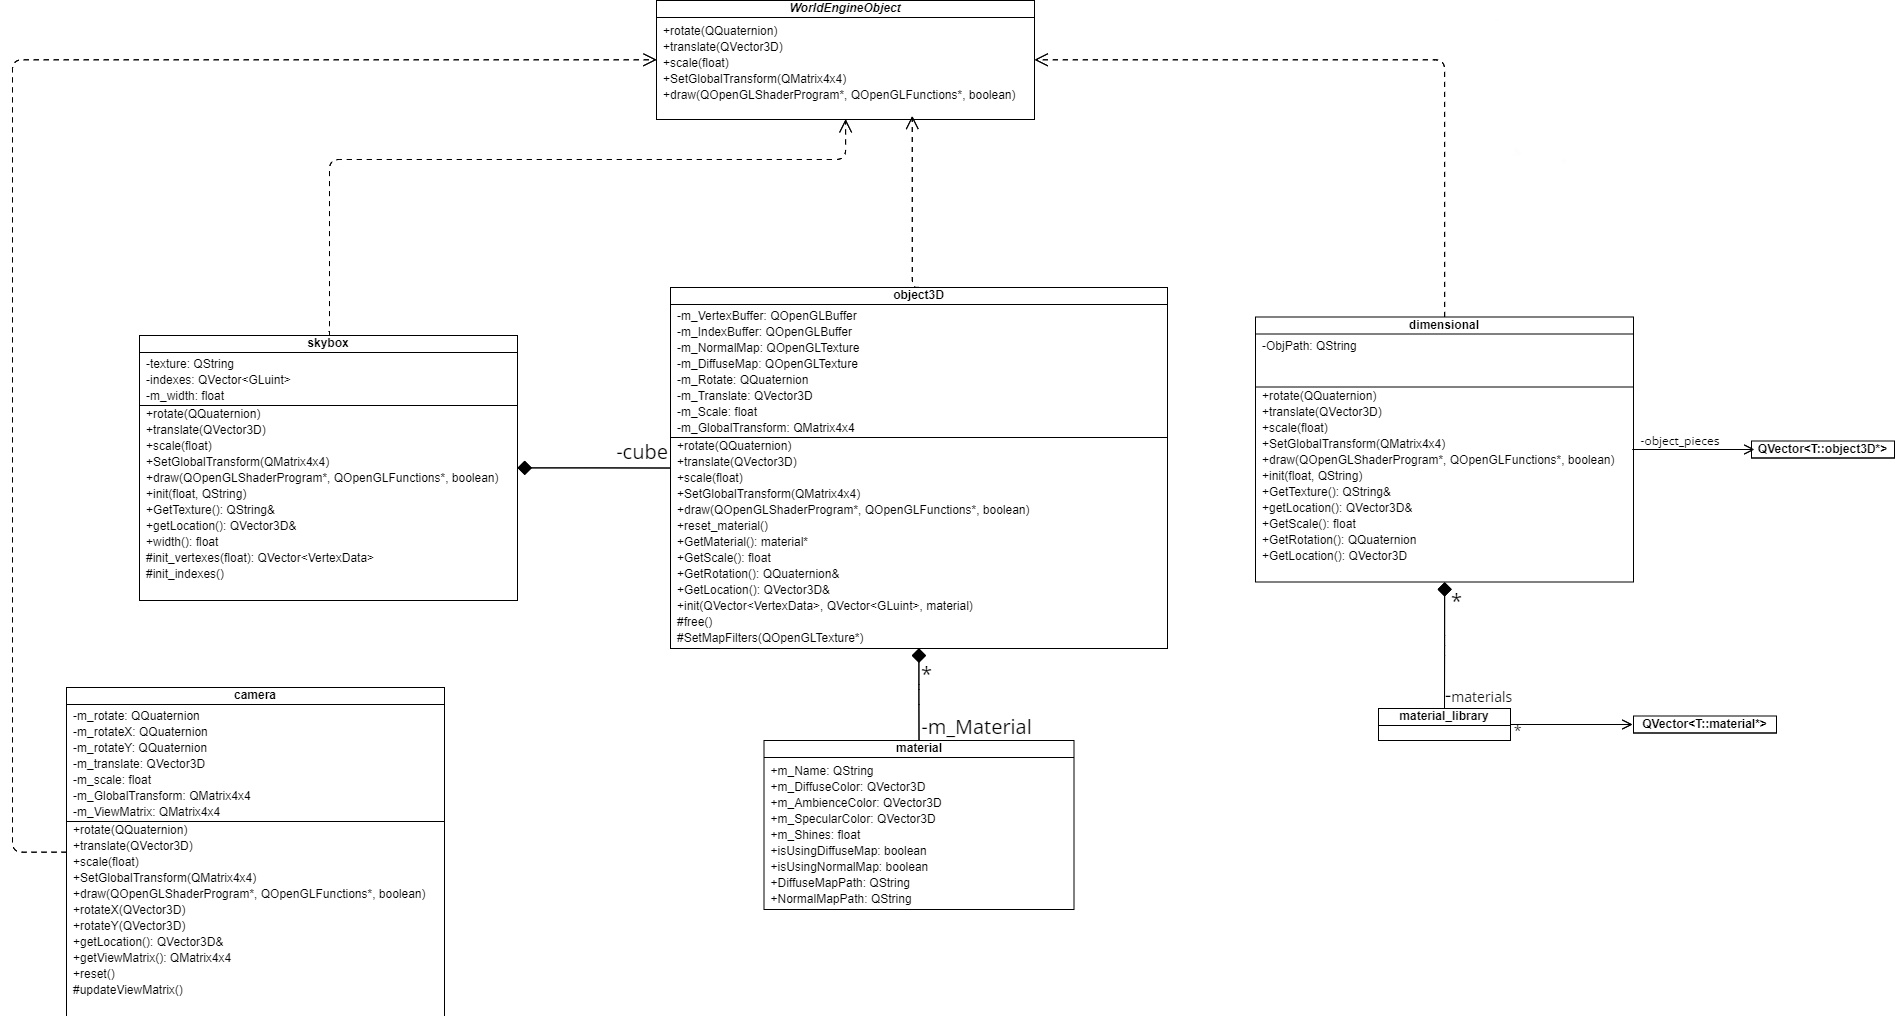 WorldEngineObject
+rotate(QQuaternion)
+translate(QVector3D)
+scale(float)
+SetGlobalTransform(QMatrix4x4)
+draw(QOpenGLShaderProgram*, QOpenGLFunctions*, boolean)
skybox
-texture: QString
-indexes: QVector<GLuint>
-m_width: float
+rotate(QQuaternion)
+translate(QVector3D)
+scale(float)
+SetGlobalTransform(QMatrix4x4)
+draw(QOpenGLShaderProgram*, QOpenGLFunctions*, boolean)
+init(float, QString)
+GetTexture(): QString&
+getLocation(): QVector3D&
+width(): float
#init_vertexes(float): QVector<VertexData>
#init_indexes()
-cube
object3D
-m_VertexBuffer: QOpenGLBuffer
-m_IndexBuffer: QOpenGLBuffer
-m_NormalMap: QOpenGLTexture
-m_DiffuseMap: QOpenGLTexture
-m_Rotate: QQuaternion
-m_Translate: QVector3D
-m_Scale: float
-m_GlobalTransform: QMatrix4x4
+rotate(QQuaternion)
+translate(QVector3D)
+scale(float)
+SetGlobalTransform(QMatrix4x4)
+draw(QOpenGLShaderProgram*, QOpenGLFunctions*, boolean)
+reset_material()
+GetMaterial(): material*
+GetScale(): float
+GetRotation(): QQuaternion&
+GetLocation(): QVector3D&
+init(QVector<VertexData>, QVector<GLuint>, material)
#free()
#SetMapFilters(QOpenGLTexture*)
*
-m_Material
material
+m_Name: QString
+m_DiffuseColor: QVector3D
+m_AmbienceColor: QVector3D
+m_SpecularColor: QVector3D
+m_Shines: float
+isUsingDiffuseMap: boolean
+isUsingNormalMap: boolean
+DiffuseMapPath: QString
+NormalMapPath: QString
dimensional
-ObjPath: QString
+rotate(QQuaternion)
+translate(QVector3D)
+scale(float)
+SetGlobalTransform(QMatrix4x4)
+draw(QOpenGLShaderProgram*, QOpenGLFunctions*, boolean)
+init(float, QString)
+GetTexture(): QString&
+getLocation(): QVector3D&
+GetScale(): float
+GetRotation(): QQuaternion
+GetLocation(): QVector3D
-object_pieces
QVector<T::object3D*>
*
-materials
material_library
*
QVector<T::material*>
camera
-m_rotate: QQuaternion
-m_rotateX: QQuaternion
-m_rotateY: QQuaternion
-m_translate: QVector3D
-m_scale: float
-m_GlobalTransform: QMatrix4x4
-m_ViewMatrix: QMatrix4x4
+rotate(QQuaternion)
+translate(QVector3D)
+scale(float)
+SetGlobalTransform(QMatrix4x4)
+draw(QOpenGLShaderProgram*, QOpenGLFunctions*, boolean)
+rotateX(QVector3D)
+rotateY(QVector3D)
+getLocation(): QVector3D&
+getViewMatrix(): QMatrix4x4
+reset()
#updateViewMatrix()